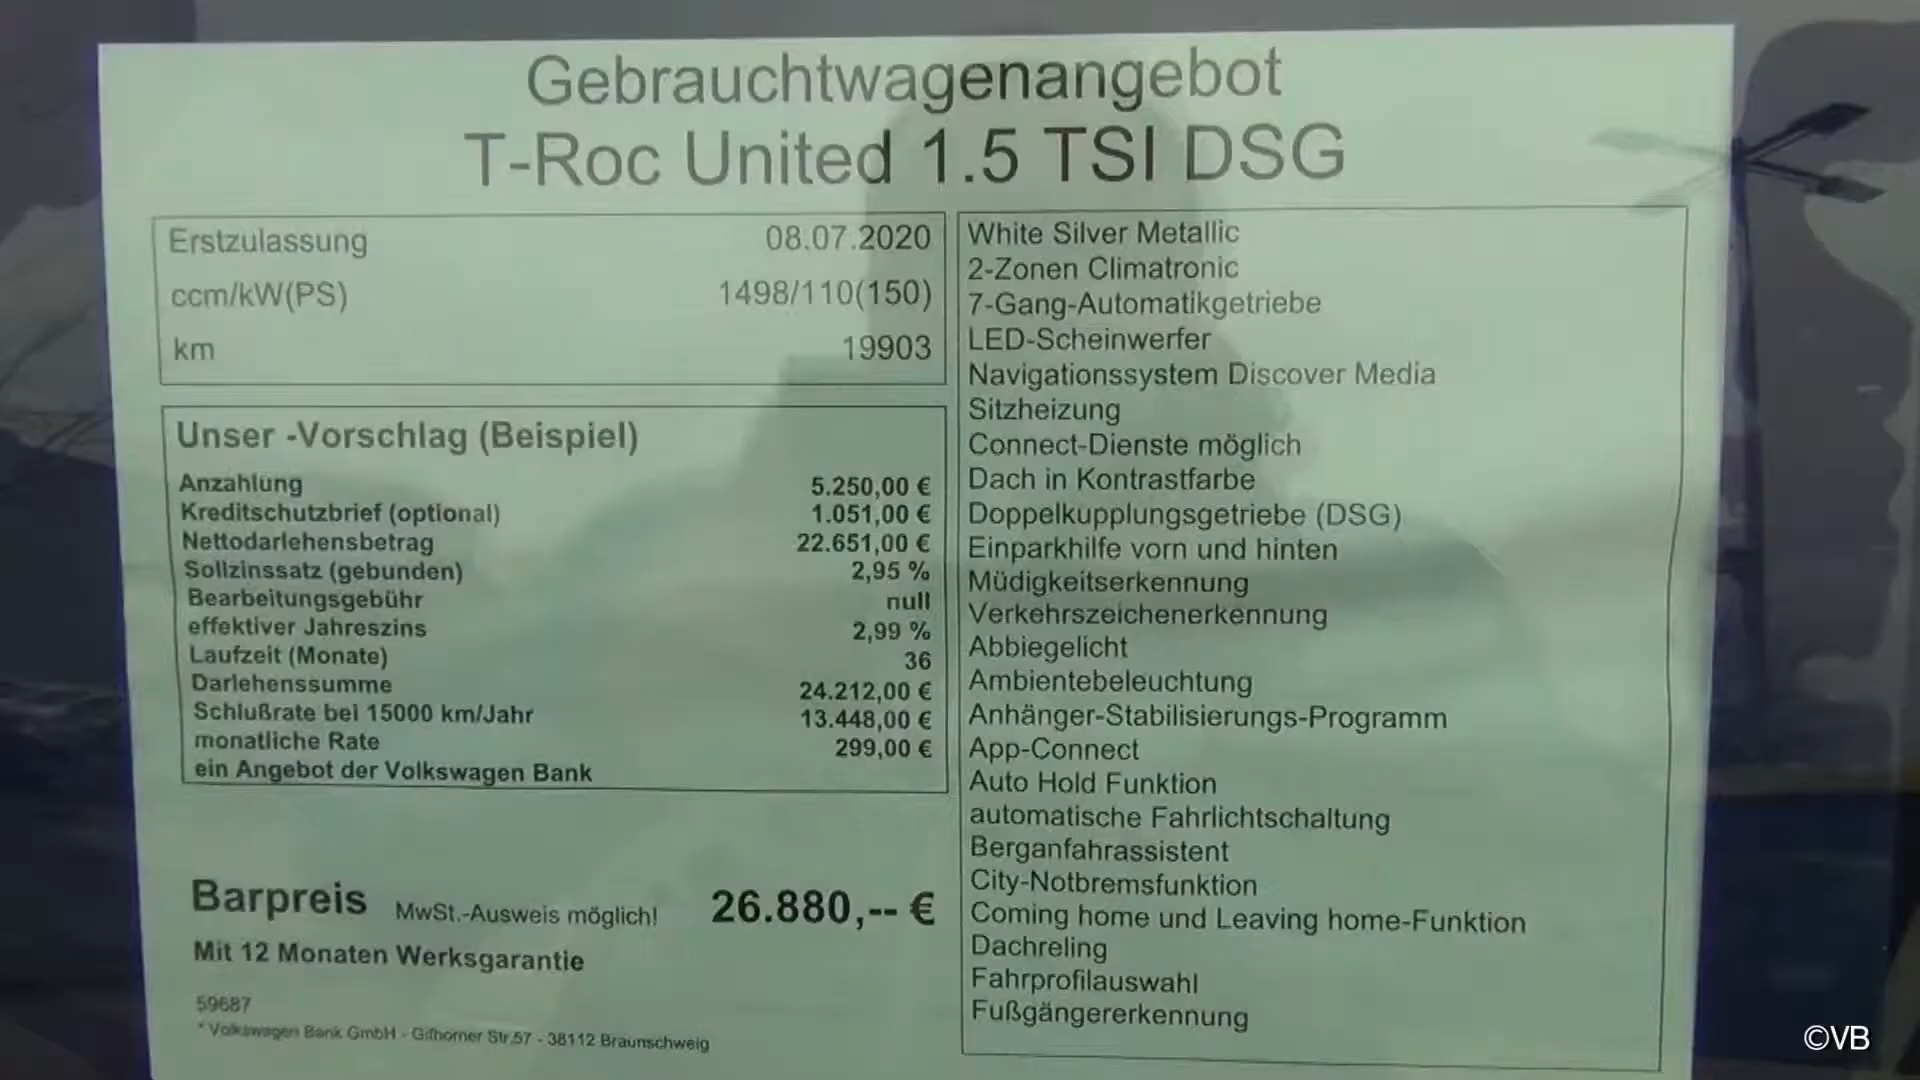 Gebrauchtwagenangebot
T-Roc United 1.5 TSI DSG
Erstzulassung 08.07.2020
ccm/kW(PS) 1498/110(150)
km 19903
Unser -Vorschlag (Beispiel)
Anzahlung 5.250,00 €
Kreditschutzbrief (optional) 1.051,00 €
Nettodarlehensbetrag 22.651,00 €
Sollzinssatz (gebunden) 2,95 %
Bearbeitungsgebühr null
effektiver Jahreszins 2,99 %
Laufzeit (Monate) 36
Darlehenssumme 24.212,00 €
Schlußrate bei 15000 km/Jahr 13.448,00 €
monatliche Rate 299,00 €
ein Angebot der Volkswagen Bank
Barpreis MwSt.-Ausweis möglich! 26.880,-- €
Mit 12 Monaten Werksgarantie
59687
* Volkswagen Bank GmbH - Gifhorner Str.57 - 38112 Braunschweig
White Silver Metallic
2-Zonen Climatronic
7-Gang-Automatikgetriebe
LED-Scheinwerfer
Navigationssystem Discover Media
Sitzheizung
Connect-Dienste möglich
Dach in Kontrastfarbe
Doppelkupplungsgetriebe (DSG)
Einparkhilfe vorn und hinten
Müdigkeitserkennung
Verkehrszeichenerkennung
Abbiegelicht
Ambientebeleuchtung
Anhänger-Stabilisierungs-Programm
App-Connect
Auto Hold Funktion
automatische Fahrlichtschaltung
Berganfahrassistent
City-Notbremsfunktion
Coming home und Leaving home-Funktion
Dachreling
Fahrprofilauswahl
Fußgängererkennung
©VB